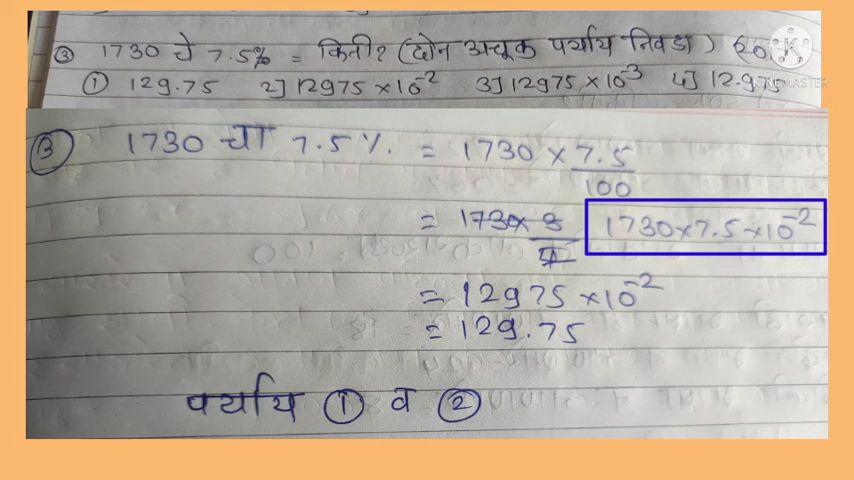 ③ 1730 चे 7.5% = किती? (दोन अचूक पर्याय निवडा)
① 129.75 2] 12975 × 10⁻² 3] 12975 × 10⁻³ 4] 12.975
KINEMASTER
③ 1730 चा 7.5 % = 1730 × 7.5/100
= 1730 × 3/4 1730 × 7.5 × 10⁻²
= 12975 × 10⁻²
= 129.75
पर्याय ① व ②